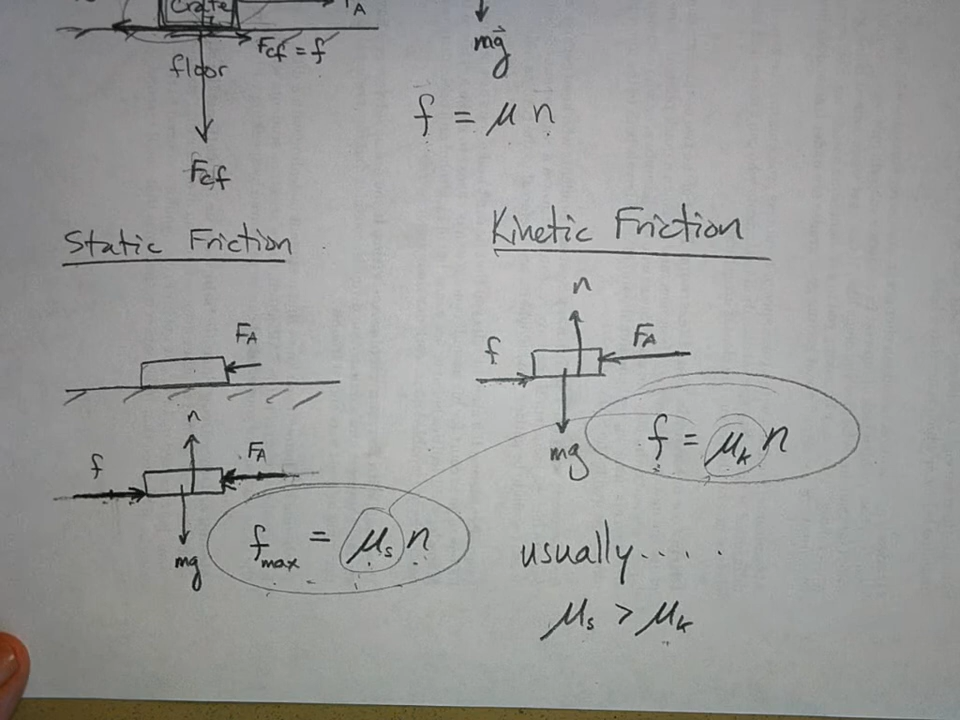 Crate
F_A
F_cf = f
floor
F_cf
mg⃗
f = μ n
Static Friction
F_A
n
f
F_A
mg
f_max = μ_s n
Kinetic Friction
n
f
F_A
mg
f = μ_k n
usually.....
μ_s > μ_k